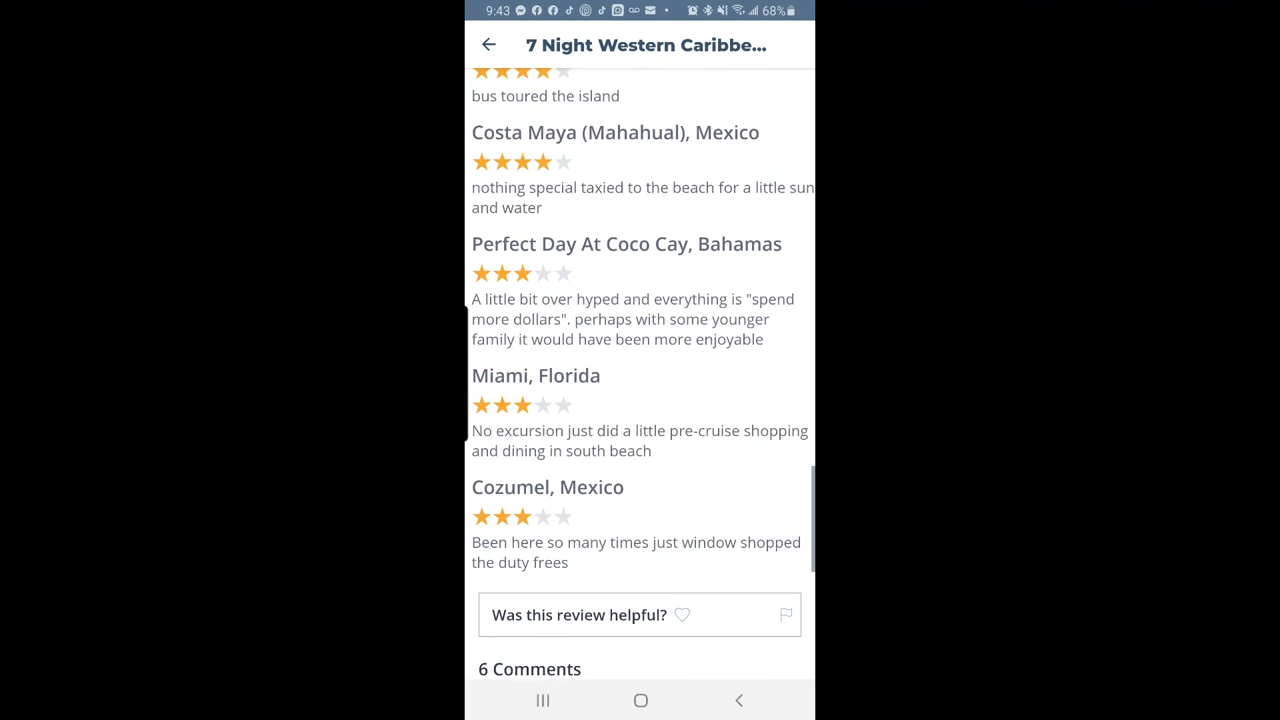 9:43
68%
7 Night Western Caribbe...
bus toured the island
Costa Maya (Mahahual), Mexico
nothing special taxied to the beach for a little sun
and water
Perfect Day At Coco Cay, Bahamas
A little bit over hyped and everything is "spend
more dollars". perhaps with some younger
family it would have been more enjoyable
Miami, Florida
No excursion just did a little pre-cruise shopping
and dining in south beach
Cozumel, Mexico
Been here so many times just window shopped
the duty frees
Was this review helpful?
6 Comments